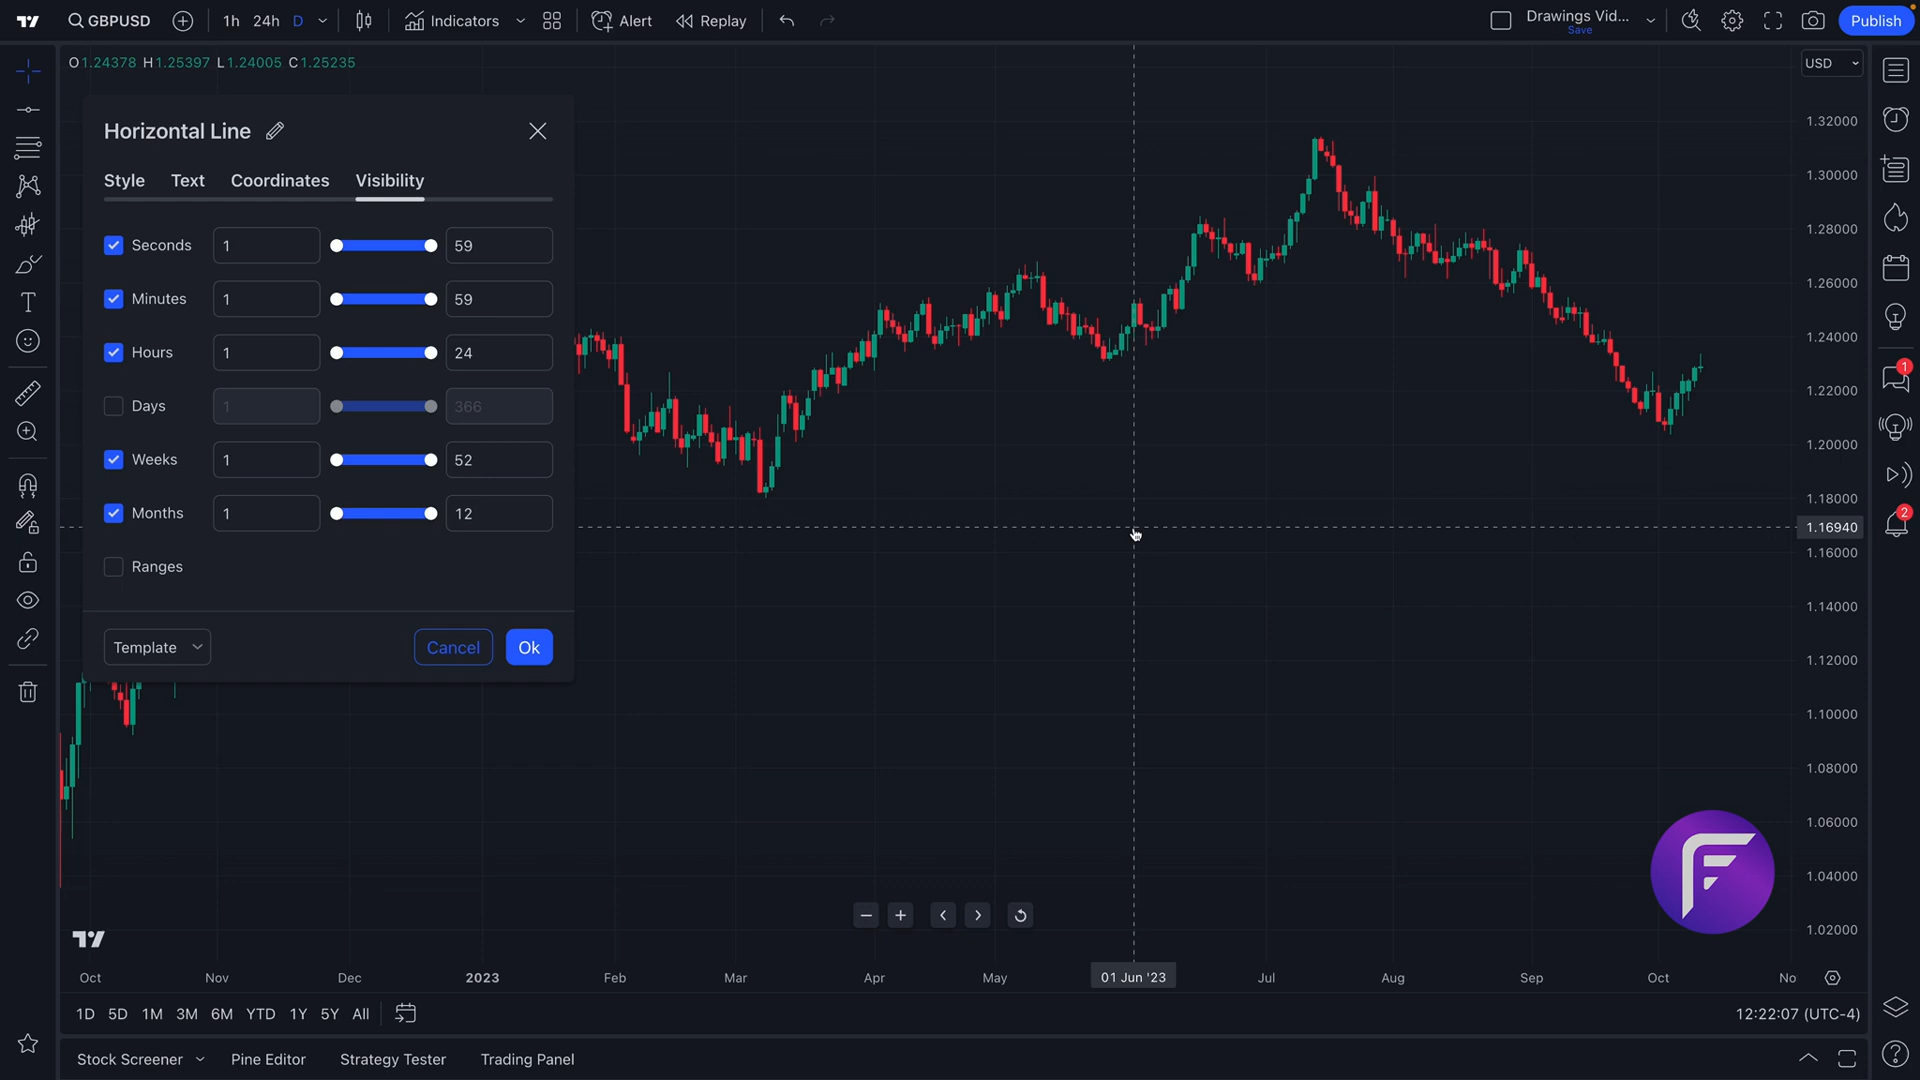 GBPUSD 1h 24h D Indicators Alert Replay Drawings Vid... Save Publish
O1.24378 H1.25397 L1.24005 C1.25235
USD
Horizontal Line
Style Text Coordinates Visibility
Seconds 1 59
Minutes 1 59
Hours 1 24
Days 1 366
Weeks 1 52
Months 1 12
Ranges
Template Cancel Ok
1.32000
1.30000
1.28000
1.26000
1.24000
1.22000
1.20000
1.18000
1.16940
1.16000
1.14000
1.12000
1.10000
1.08000
1.06000
1.04000
1.02000
1
2
F
Oct Nov Dec 2023 Feb Mar Apr May 01 Jun '23 Jul Aug Sep Oct No
1D 5D 1M 3M 6M YTD 1Y 5Y All 12:22:07 (UTC-4)
Stock Screener Pine Editor Strategy Tester Trading Panel